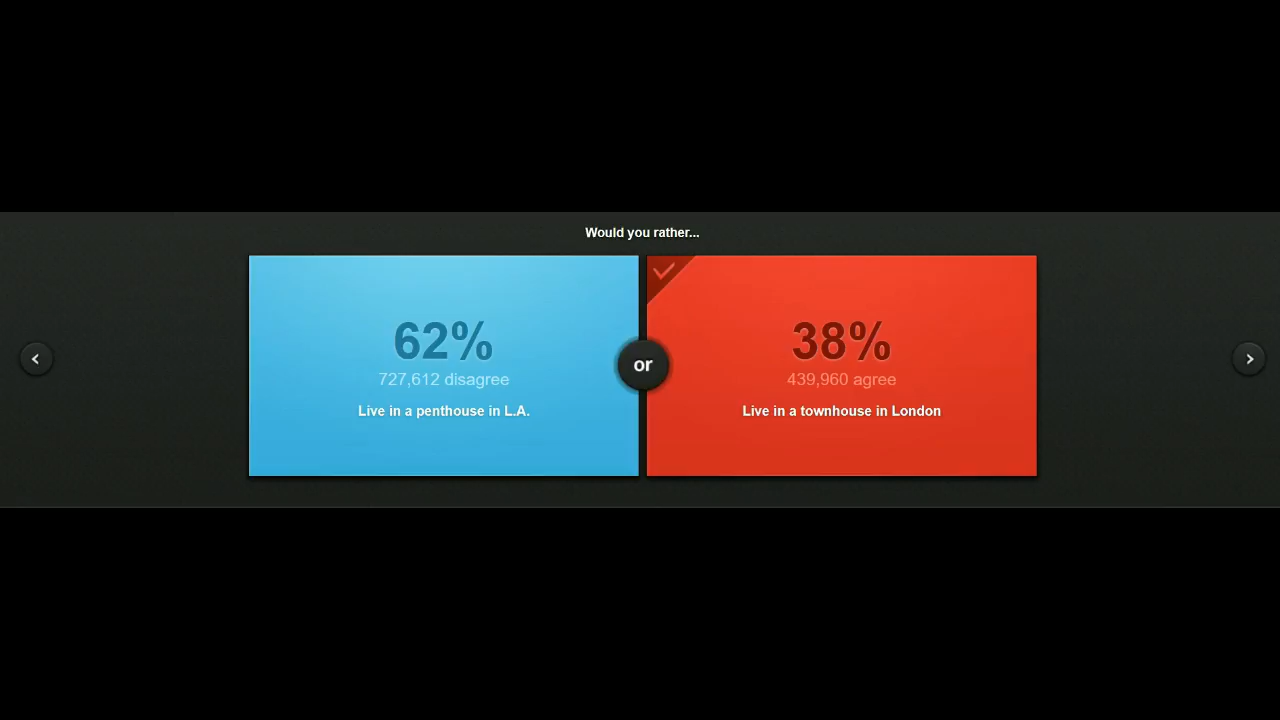 Would you rather...
62%
727,612 disagree
Live in a penthouse in L.A.
or
38%
439,960 agree
Live in a townhouse in London